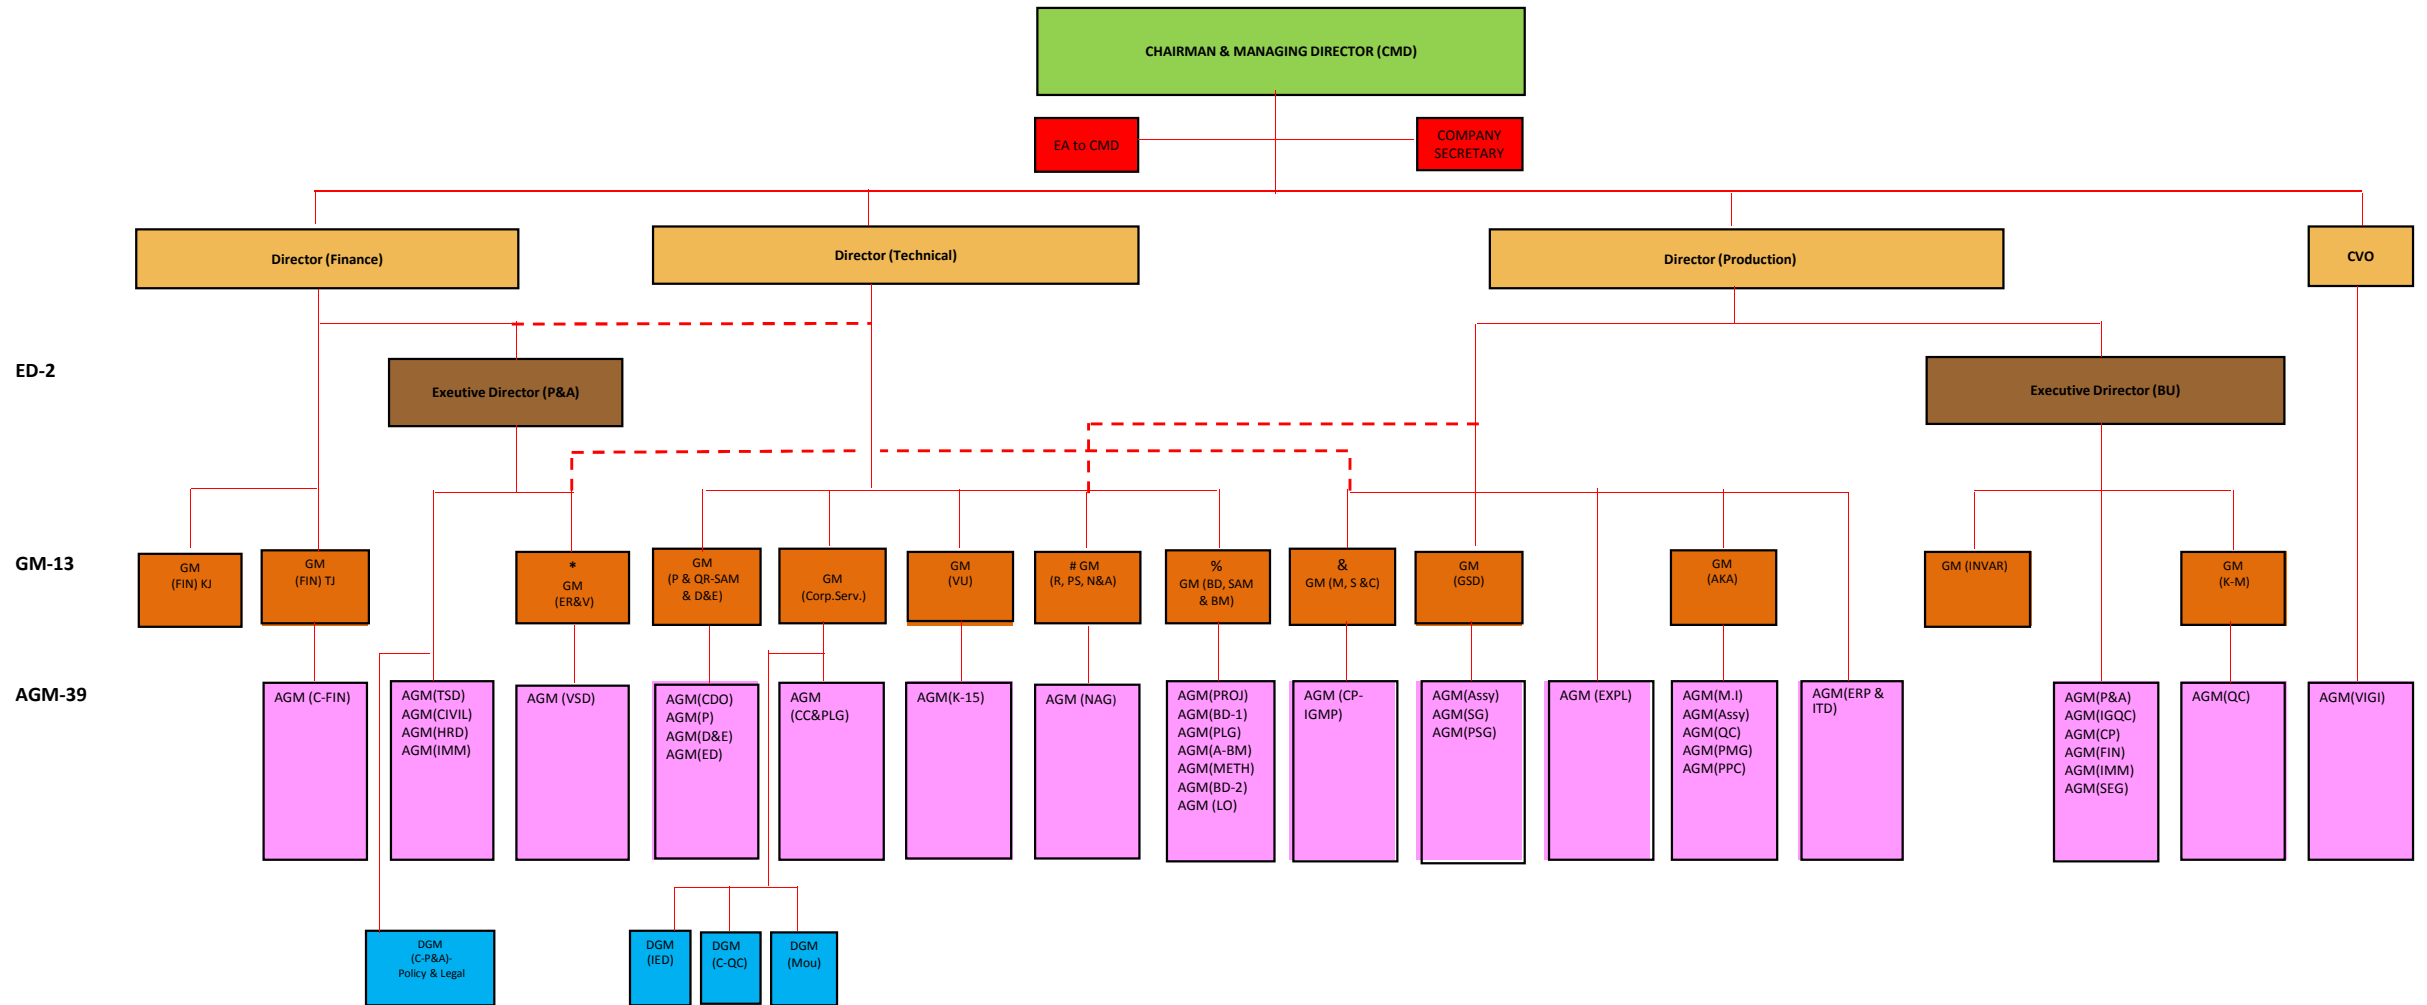 CHAIRMAN & MANAGING DIRECTOR (CMD)
EA to CMD
COMPANY
SECRETARY
Director (Finance)
Director (Technical)
Director (Production)
CVO
ED-2
Exeutive Director (P&A)
Executive Drirector (BU)
GM-13
GM
(FIN) KJ
GM
(FIN) TJ
*
GM
(ER&V)
GM
(P & QR-SAM
& D&E)
GM
(Corp.Serv.)
GM
(VU)
# GM
(R, PS, N&A)
%
GM (BD, SAM
& BM)
&
GM (M, S &C)
GM
(GSD)
GM
(AKA)
GM (INVAR)
GM
(K-M)
AGM-39
AGM (C-FIN)
AGM(TSD)
AGM(CIVIL)
AGM(HRD)
AGM(IMM)
AGM (VSD)
AGM(CDO)
AGM(P)
AGM(D&E)
AGM(ED)
AGM
(CC&PLG)
AGM(K-15)
AGM (NAG)
AGM(PROJ)
AGM(BD-1)
AGM(PLG)
AGM(A-BM)
AGM(METH)
AGM(BD-2)
AGM (LO)
AGM (CP-
IGMP)
AGM(Assy)
AGM(SG)
AGM(PSG)
AGM (EXPL)
AGM(M.I)
AGM(Assy)
AGM(QC)
AGM(PMG)
AGM(PPC)
AGM(ERP &
ITD)
AGM(P&A)
AGM(IGQC)
AGM(CP)
AGM(FIN)
AGM(IMM)
AGM(SEG)
AGM(QC)
AGM(VIGI)
DGM
(C-P&A)-
Policy & Legal
DGM
(IED)
DGM
(C-QC)
DGM
(Mou)